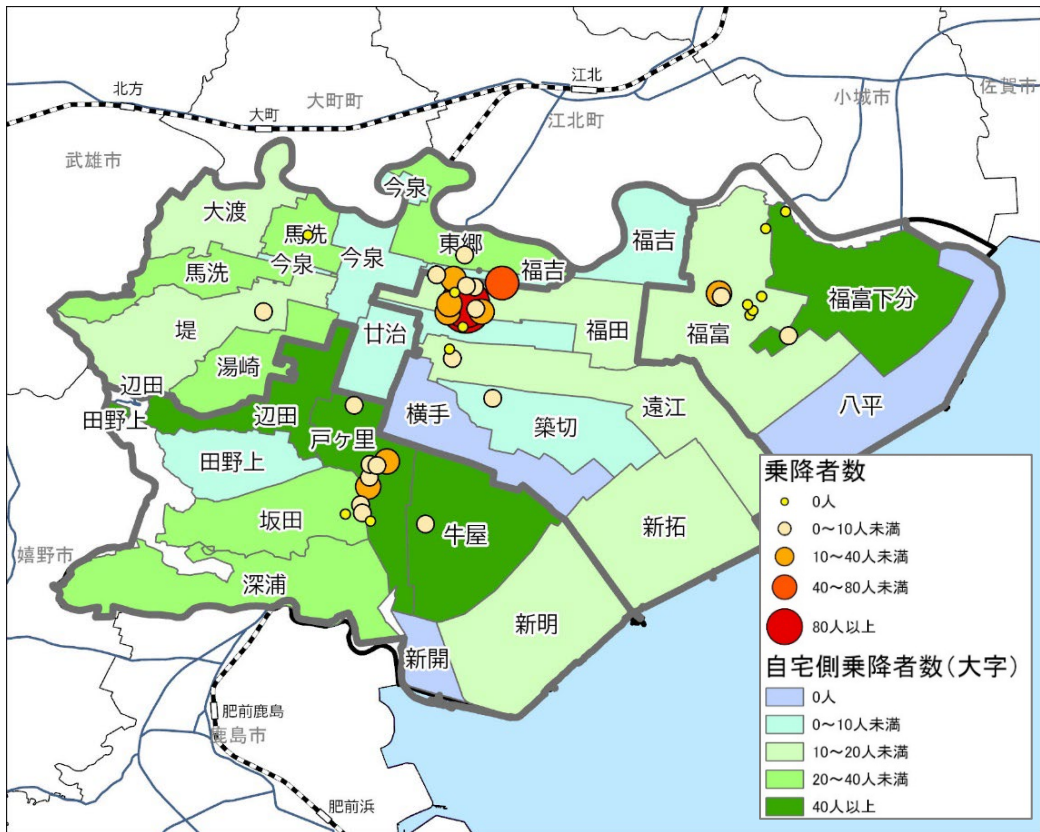 江北
北方
大町町
小城市
佐賀市
大町
江北町
武雄市
今泉
大渡
福吉
馬洗
東郷
今泉
今泉
福吉
馬洗
福富下分
堤
廿治
福田
福富
湯崎
辺田
遠江
八平
田野上
辺田
横手
戸ヶ里
築切
田野上
坂田
牛屋
新拓
嬉野市
深浦
新明
新開
肥前鹿島
鹿島市
肥前浜
乗降者数
0人
0~10人未満
10~40人未満
40~80人未満
80人以上
自宅側乗降者数(大字)
0人
0~10人未満
10~20人未満
20~40人未満
40人以上